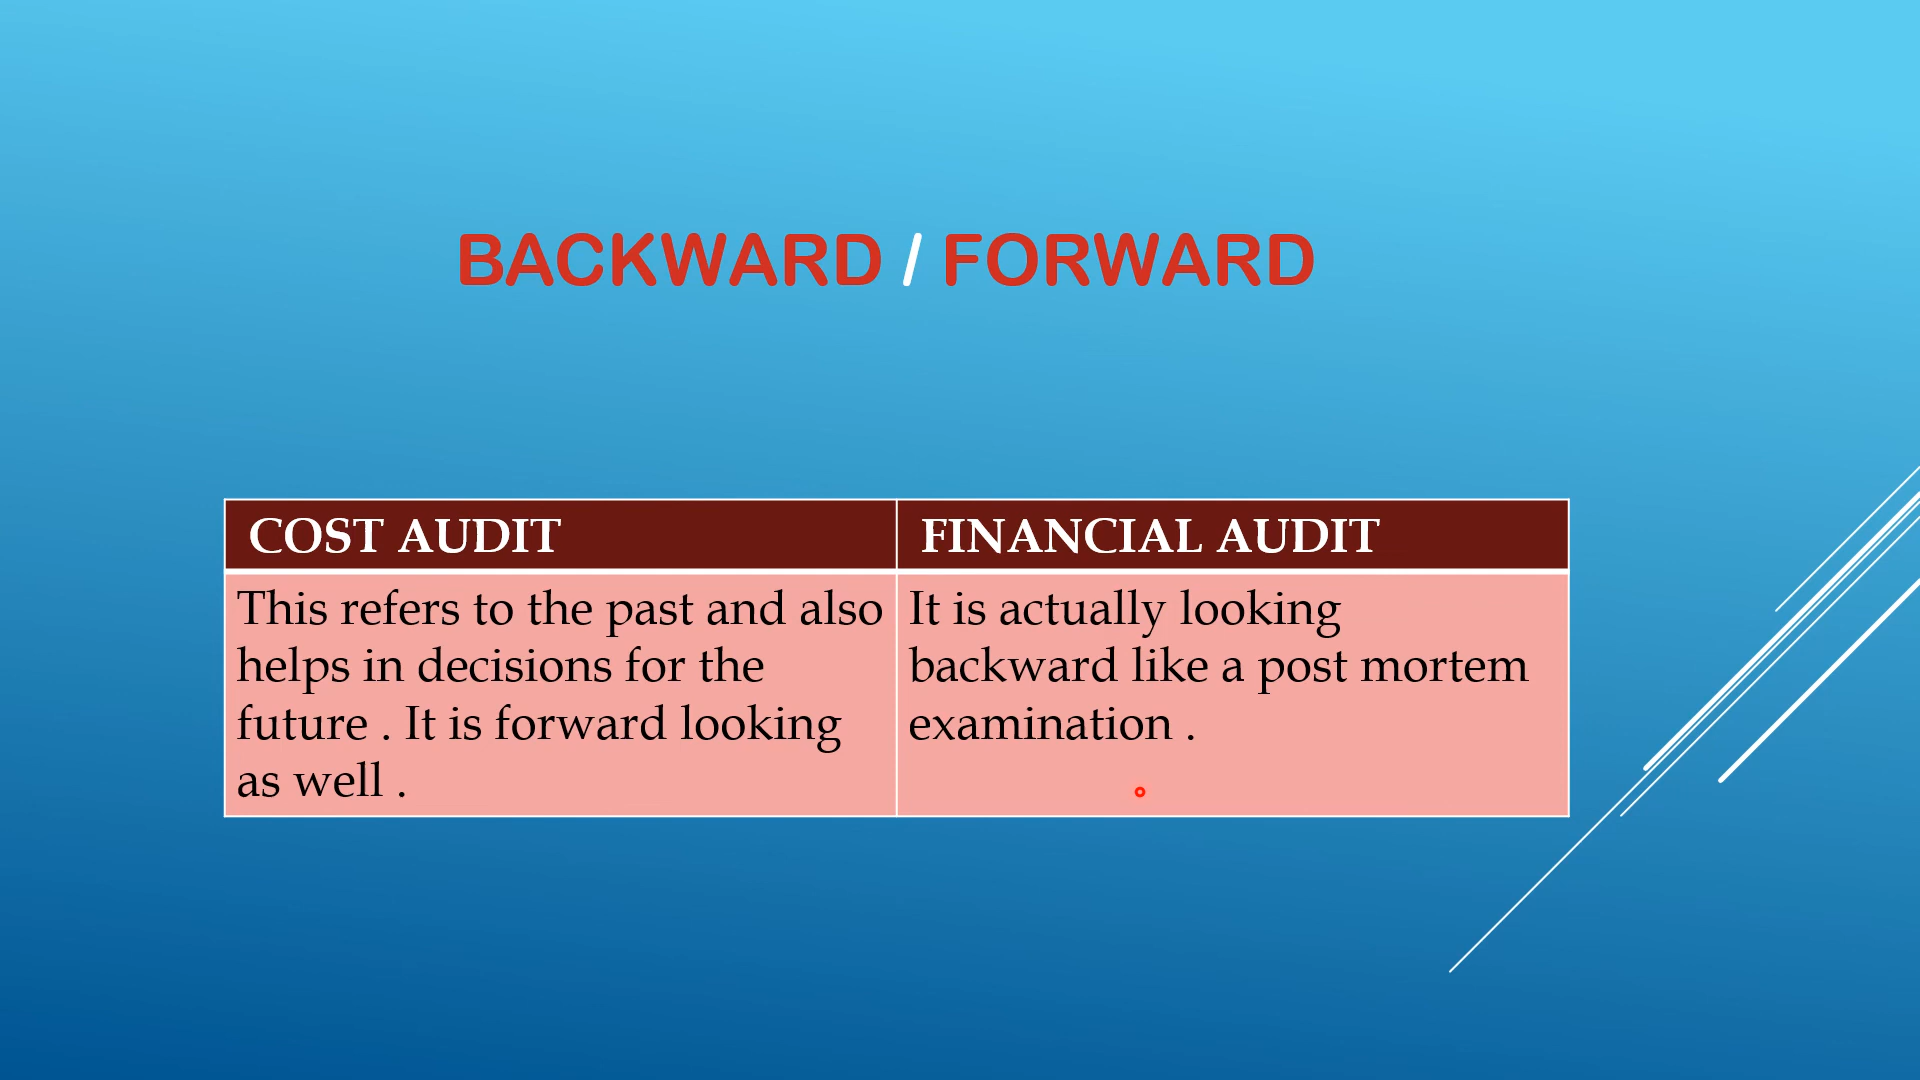 BACKWARD / FORWARD
COST AUDIT
FINANCIAL AUDIT
This refers to the past and also
helps in decisions for the
future . It is forward looking
as well .
It is actually looking
backward like a post mortem
examination .